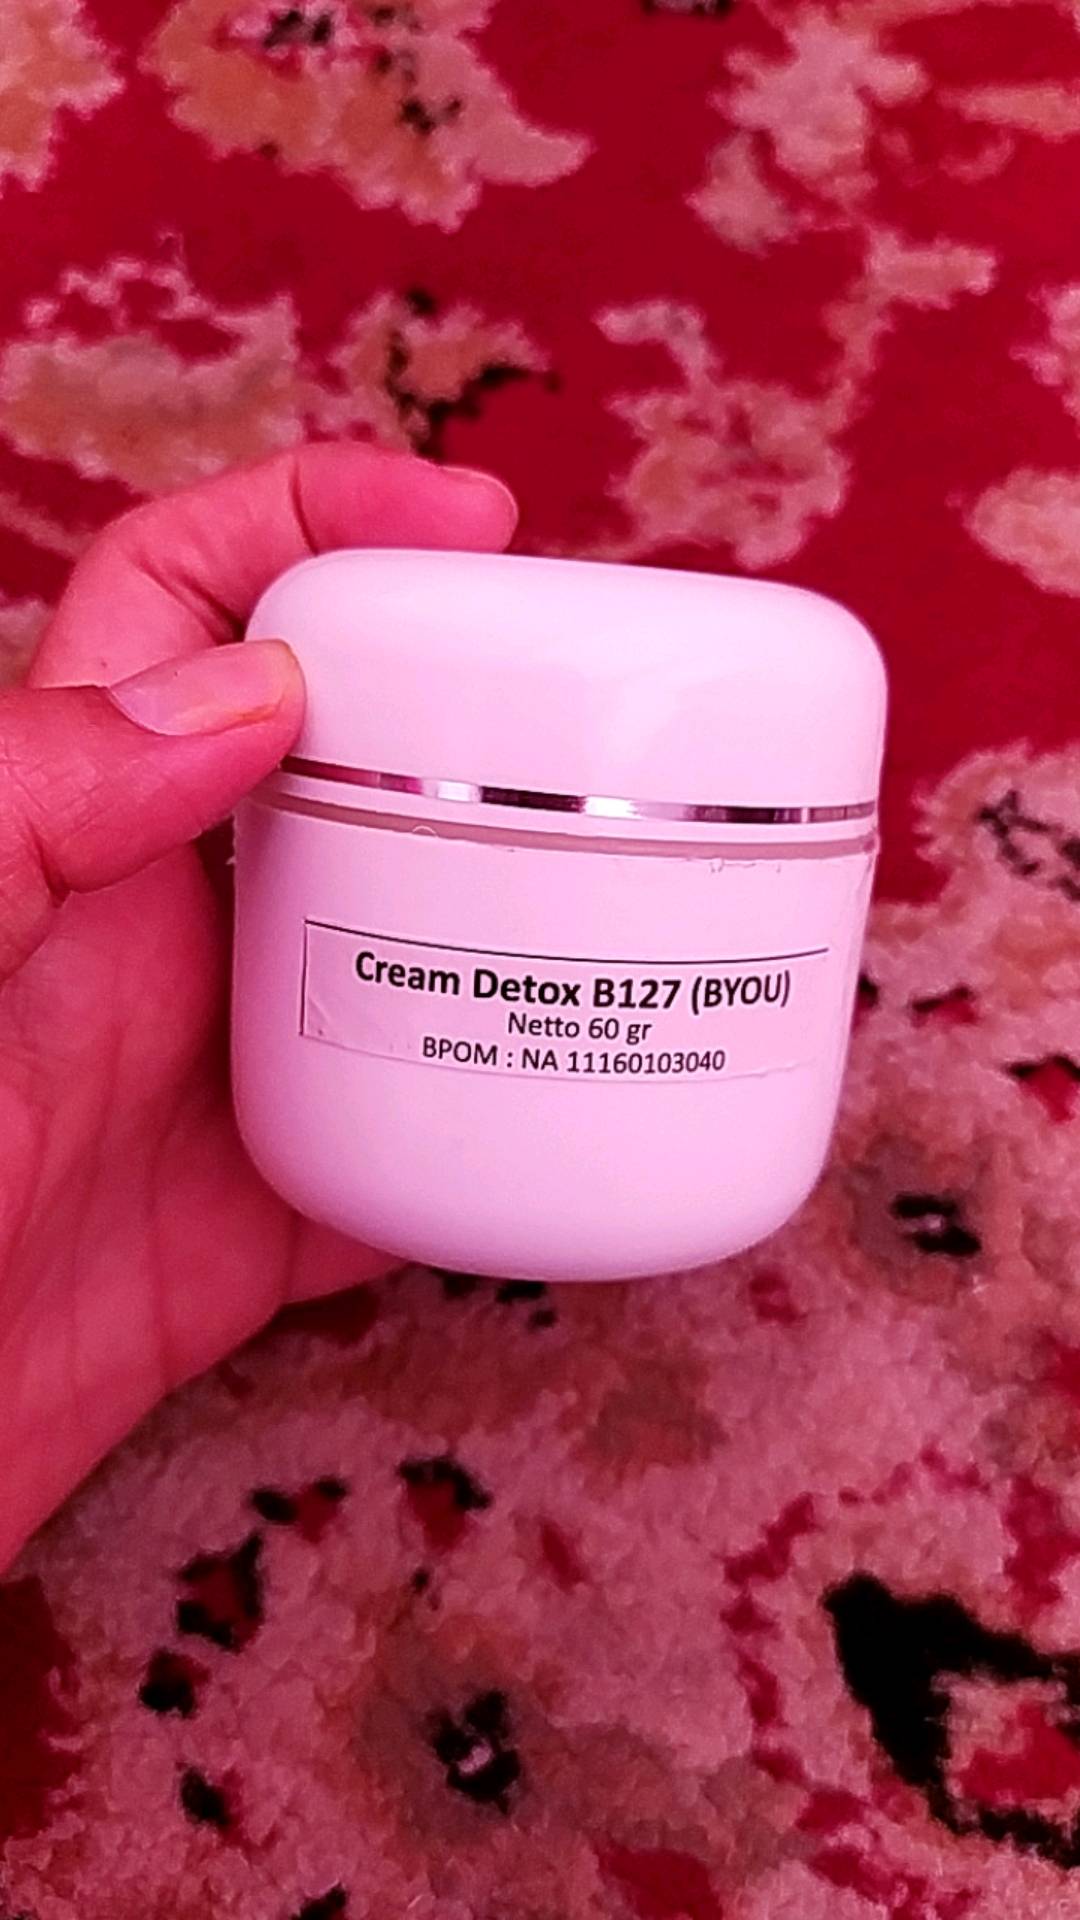 Cream Detox B127 (BYOU)
Netto 60 gr
BPOM : NA 11160103040